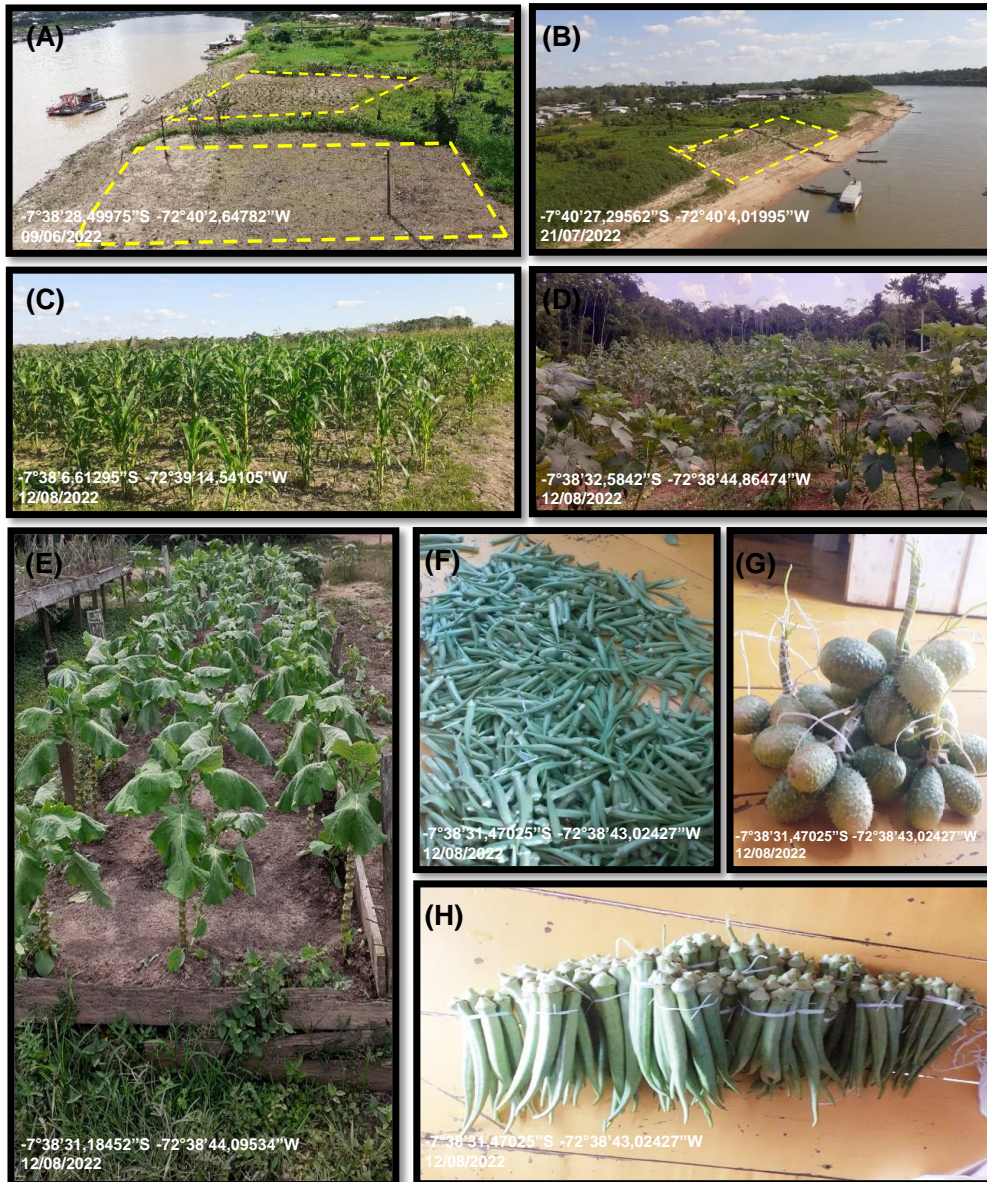 (A)
-7°38’28,49975”S -72°40’2,64782”W
09/06/2022
(B)
-7°40’27,29562”S -72°40’4,01995”W
21/07/2022
(C)
-7°38’6,61295”S -72°39’14,54105”W
12/08/2022
(D)
-7°38’32,5842”S -72°38’44,86474”W
12/08/2022
(E)
-7°38’31,18452”S -72°38’44,09534”W
12/08/2022
(F)
-7°38’31,47025”S -72°38’43,02427”W
12/08/2022
(G)
-7°38’31,47025”S -72°38’43,02427”W
12/08/2022
(H)
-7°38’31,47025”S -72°38’43,02427”W
12/08/2022